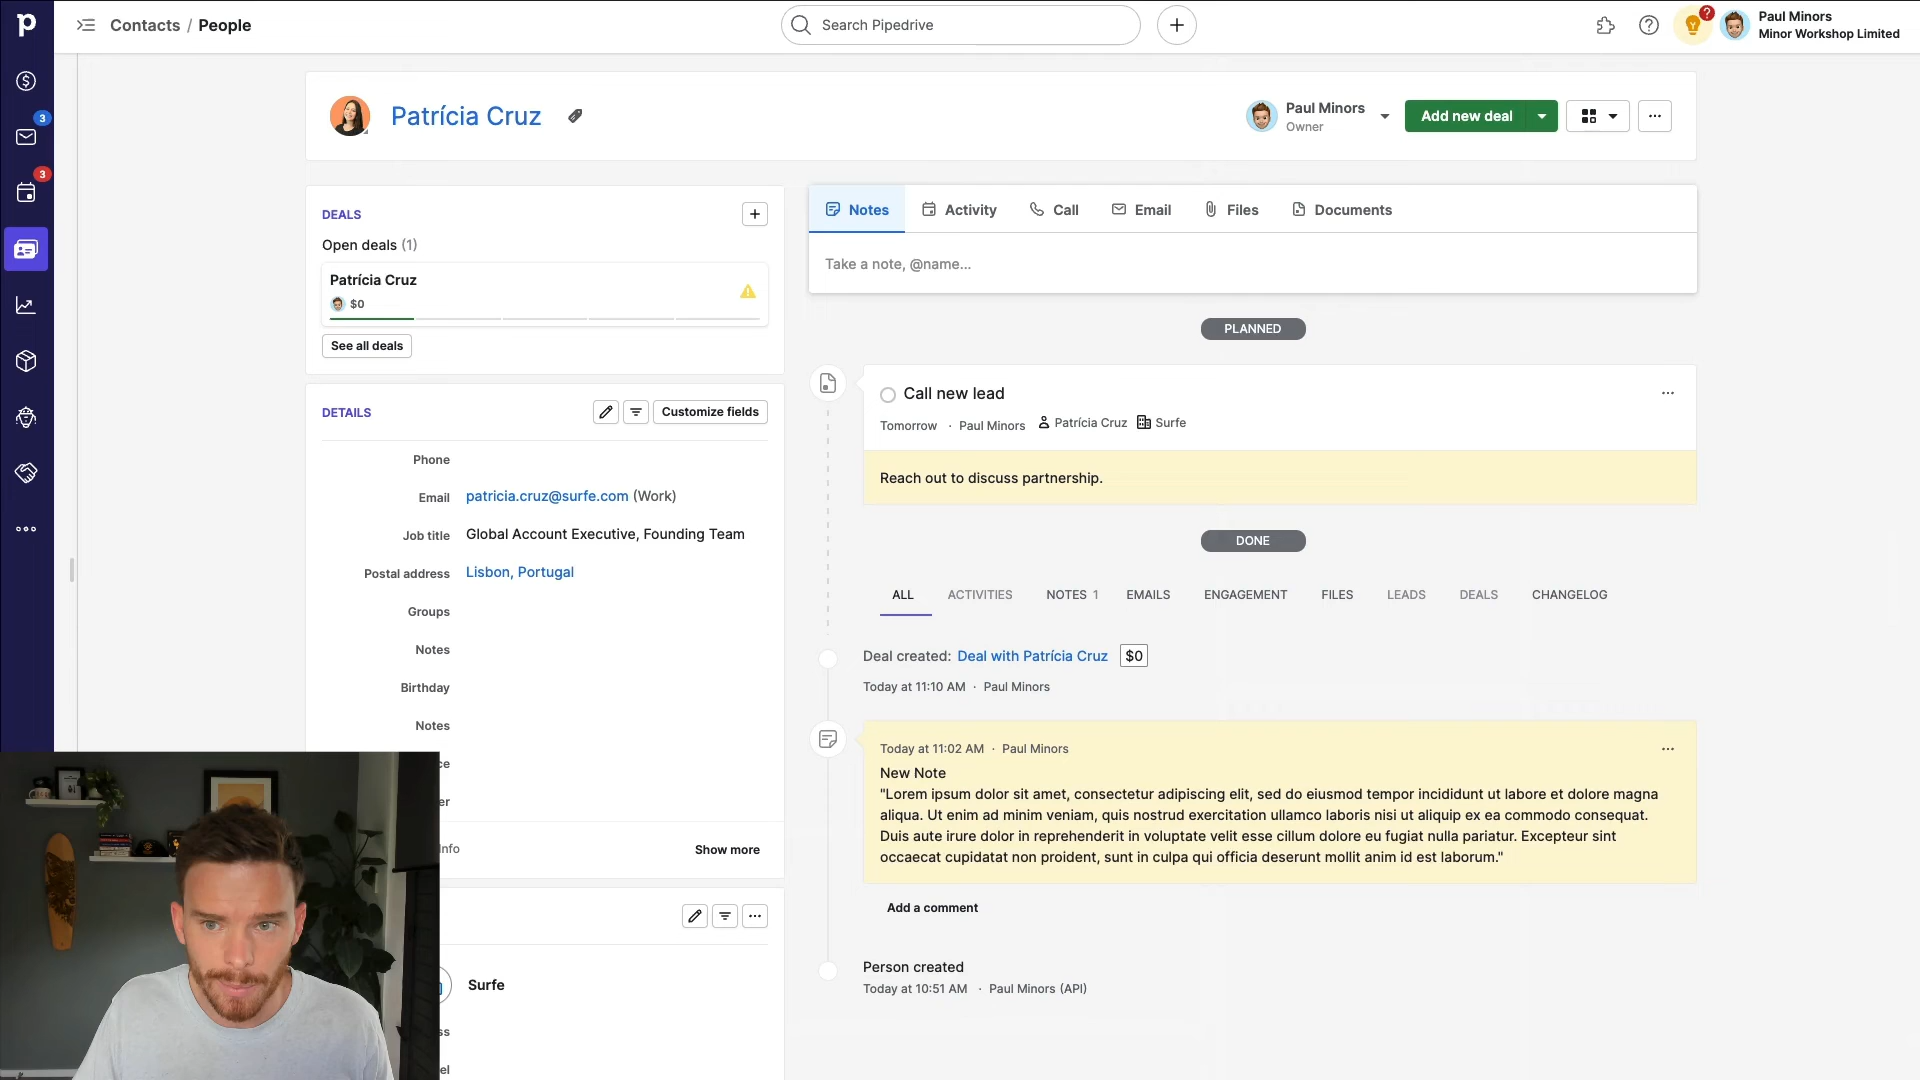 Contacts / People
Search Pipedrive
?
Paul Minors
Minor Workshop Limited
3
3
Patrícia Cruz
Paul Minors
Owner
Add new deal
DEALS
Open deals (1)
Patrícia Cruz
$0
See all deals
DETAILS
Customize fields
Phone
Email patricia.cruz@surfe.com (Work)
Job title Global Account Executive, Founding Team
Postal address Lisbon, Portugal
Groups
Notes
Birthday
Notes
ce
er
Info
Show more
Surfe
ss
el
Notes
Activity
Call
Email
Files
Documents
Take a note, @name...
PLANNED
Call new lead
Tomorrow · Paul Minors Patrícia Cruz Surfe
Reach out to discuss partnership.
DONE
ALL ACTIVITIES NOTES 1 EMAILS ENGAGEMENT FILES LEADS DEALS CHANGELOG
Deal created: Deal with Patrícia Cruz $0
Today at 11:10 AM · Paul Minors
Today at 11:02 AM · Paul Minors
New Note
"Lorem ipsum dolor sit amet, consectetur adipiscing elit, sed do eiusmod tempor incididunt ut labore et dolore magna
aliqua. Ut enim ad minim veniam, quis nostrud exercitation ullamco laboris nisi ut aliquip ex ea commodo consequat.
Duis aute irure dolor in reprehenderit in voluptate velit esse cillum dolore eu fugiat nulla pariatur. Excepteur sint
occaecat cupidatat non proident, sunt in culpa qui officia deserunt mollit anim id est laborum."
Add a comment
Person created
Today at 10:51 AM · Paul Minors (API)